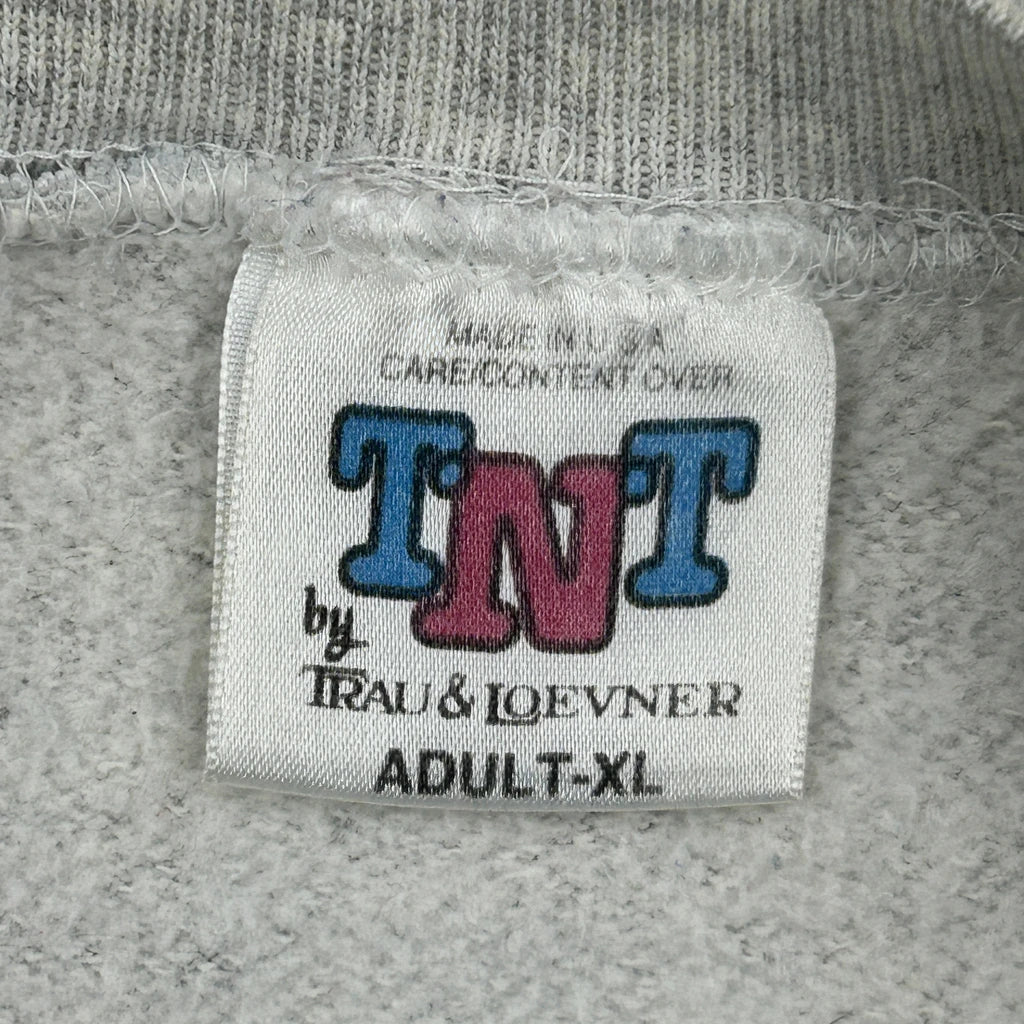 MADE IN U.S.A
CARE/CONTENT OVER
TNT
by
TRAU & LOEVNER
ADULT-XL